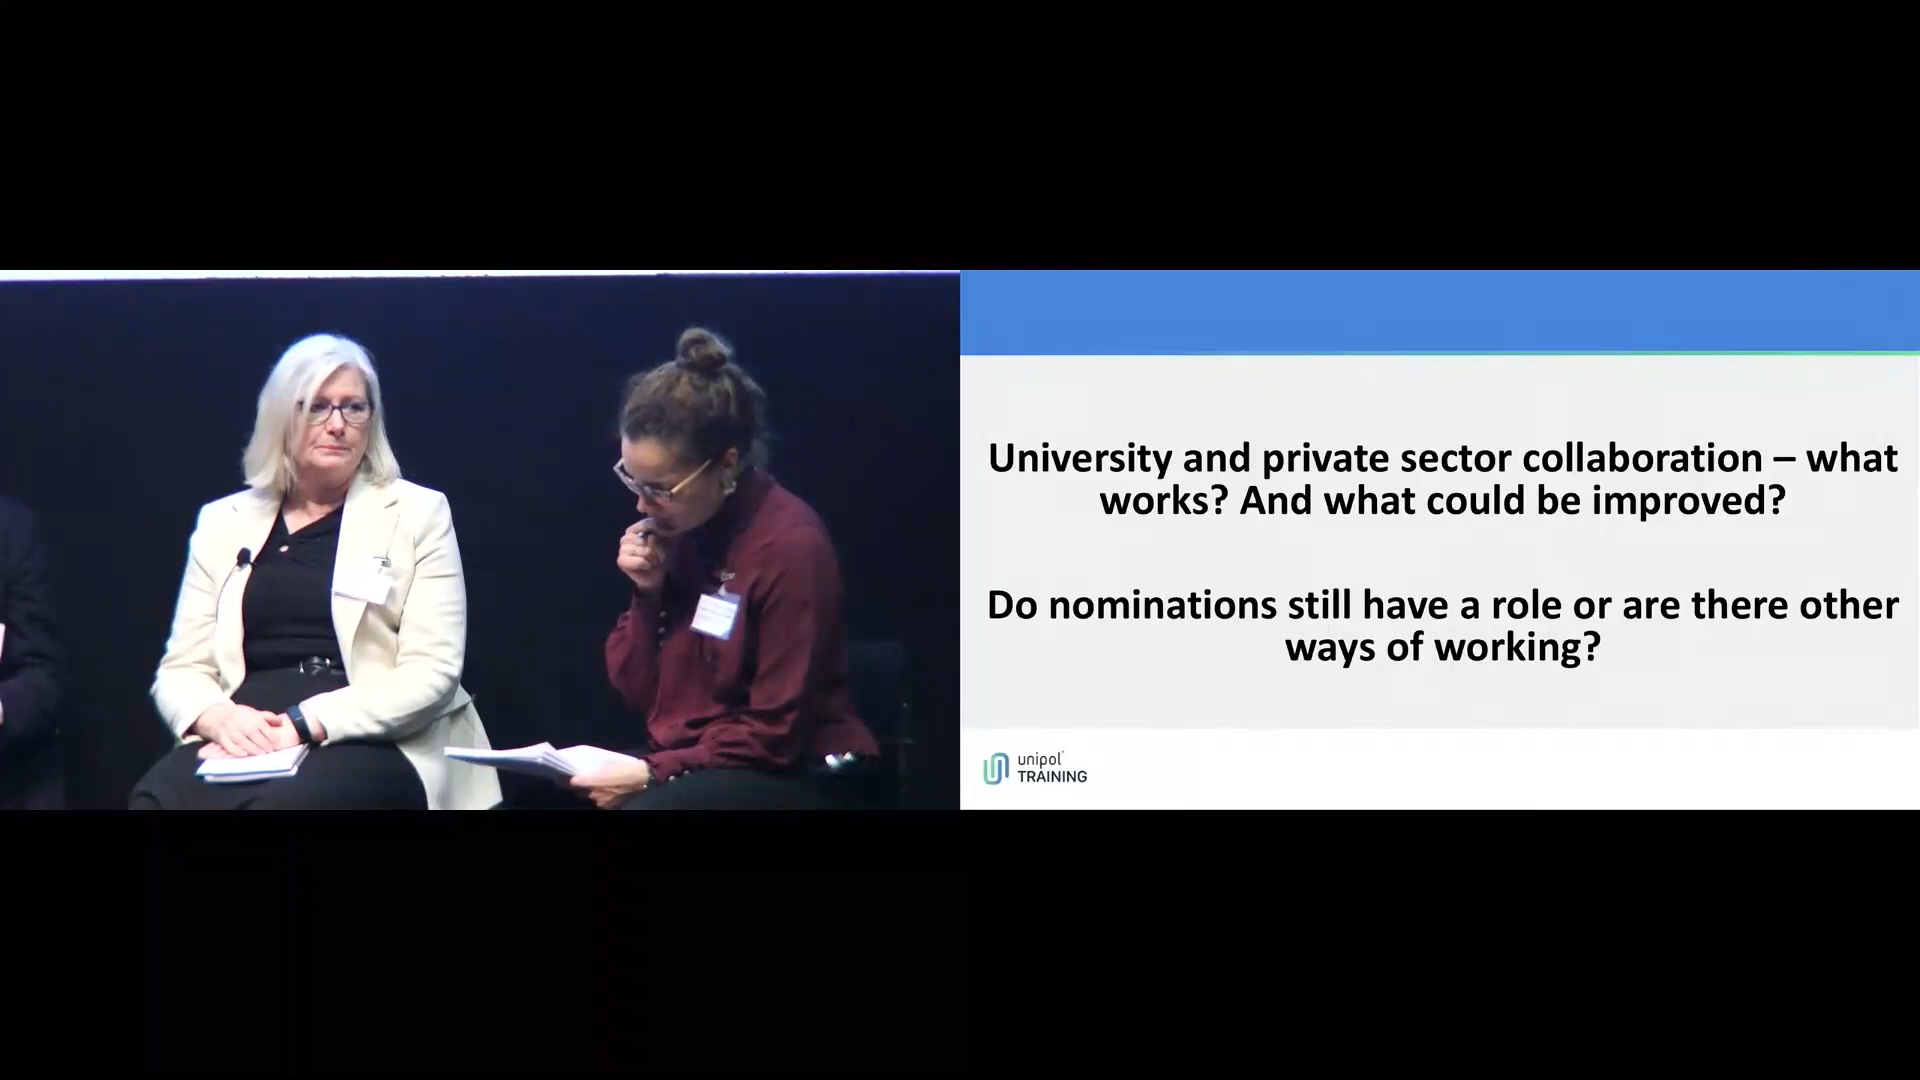 University and private sector collaboration – what
works? And what could be improved?
Do nominations still have a role or are there other
ways of working?
unipol
TRAINING